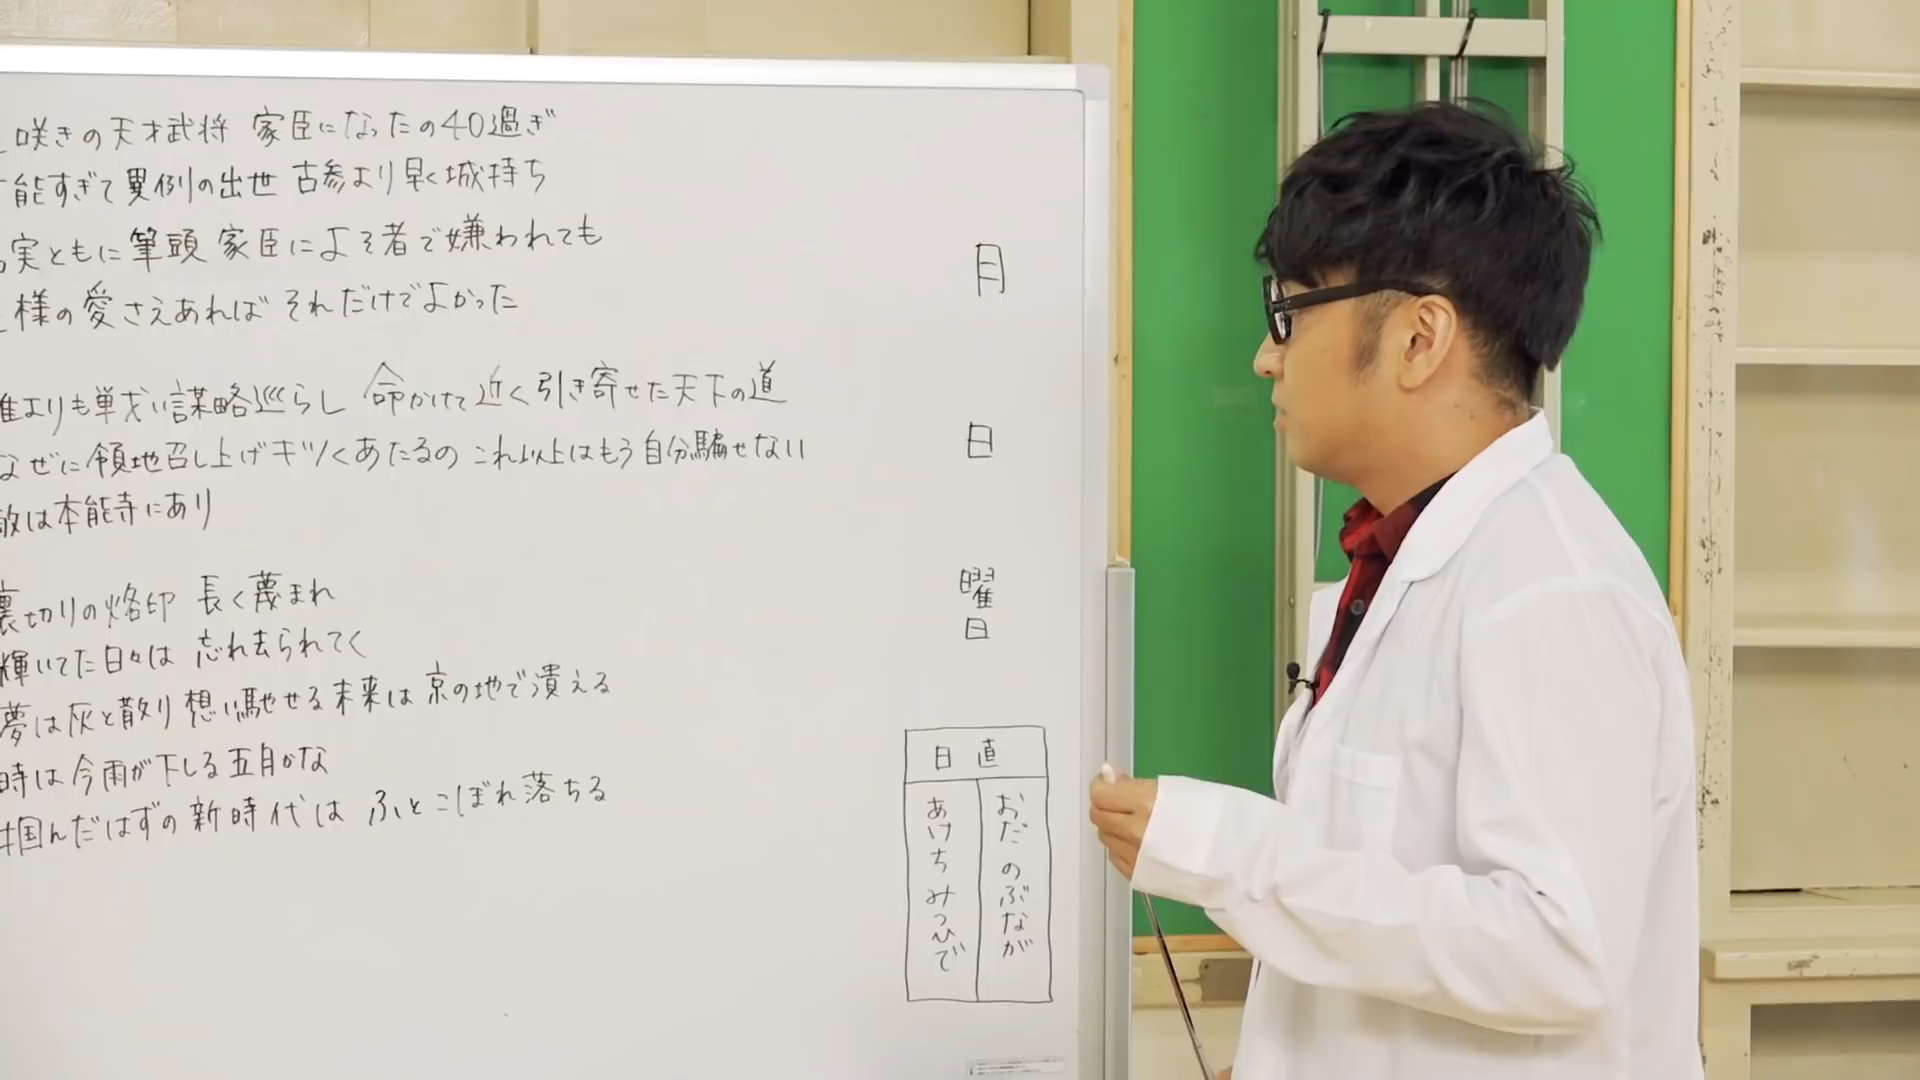 咲きの天才武将 家臣になったの40過ぎ
能すぎて異例の出世 古参より早く城持ち
実ともに筆頭 家臣によそ者で嫌われても
様の愛さえあれば それだけでよかった
誰よりも戦い謀略巡らし 命かけて近く引き寄せた天下の道
なぜに領地召し上げキツくあたるの これ以上はもう自分騙せない
敵は本能寺にあり
裏切りの烙印 長く蔑まれ
輝いてた日々は 忘れ去られてく
夢は灰と散り 想い馳せる未来は 京の地で潰える
時は今雨が下しる五月かな
掴んだはずの新時代は ふとこぼれ落ちる
月
日
曜
日
日直
おだのぶなが
あけちみつひで